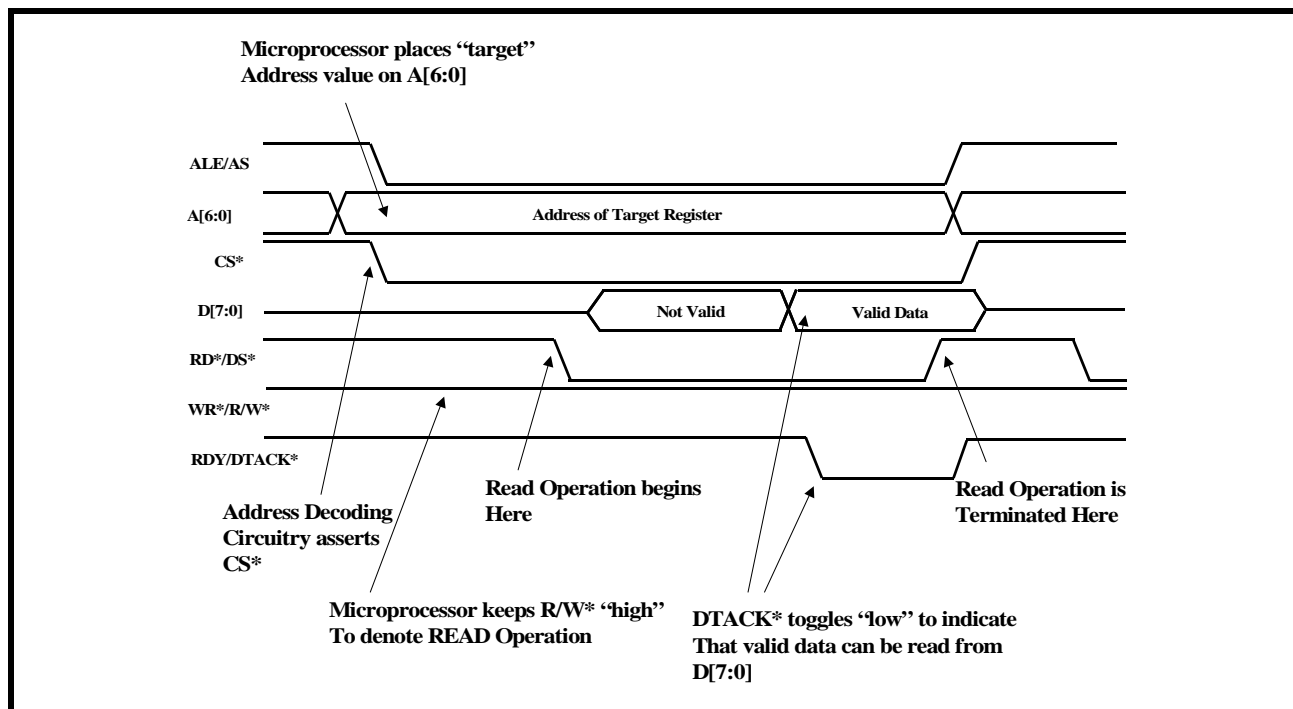 Microprocessor places “target”
Address value on A[6:0]
ALE/AS
A[6:0]
Address of Target Register
CS*
D[7:0]
Not Valid
Valid Data
RD*/DS*
WR*/R/W*
RDY/DTACK*
Read Operation begins
Here
Read Operation is
Terminated Here
Address Decoding
Circuitry asserts
CS*
Microprocessor keeps R/W* “high”
To denote READ Operation
DTACK* toggles “low” to indicate
That valid data can be read from
D[7:0]